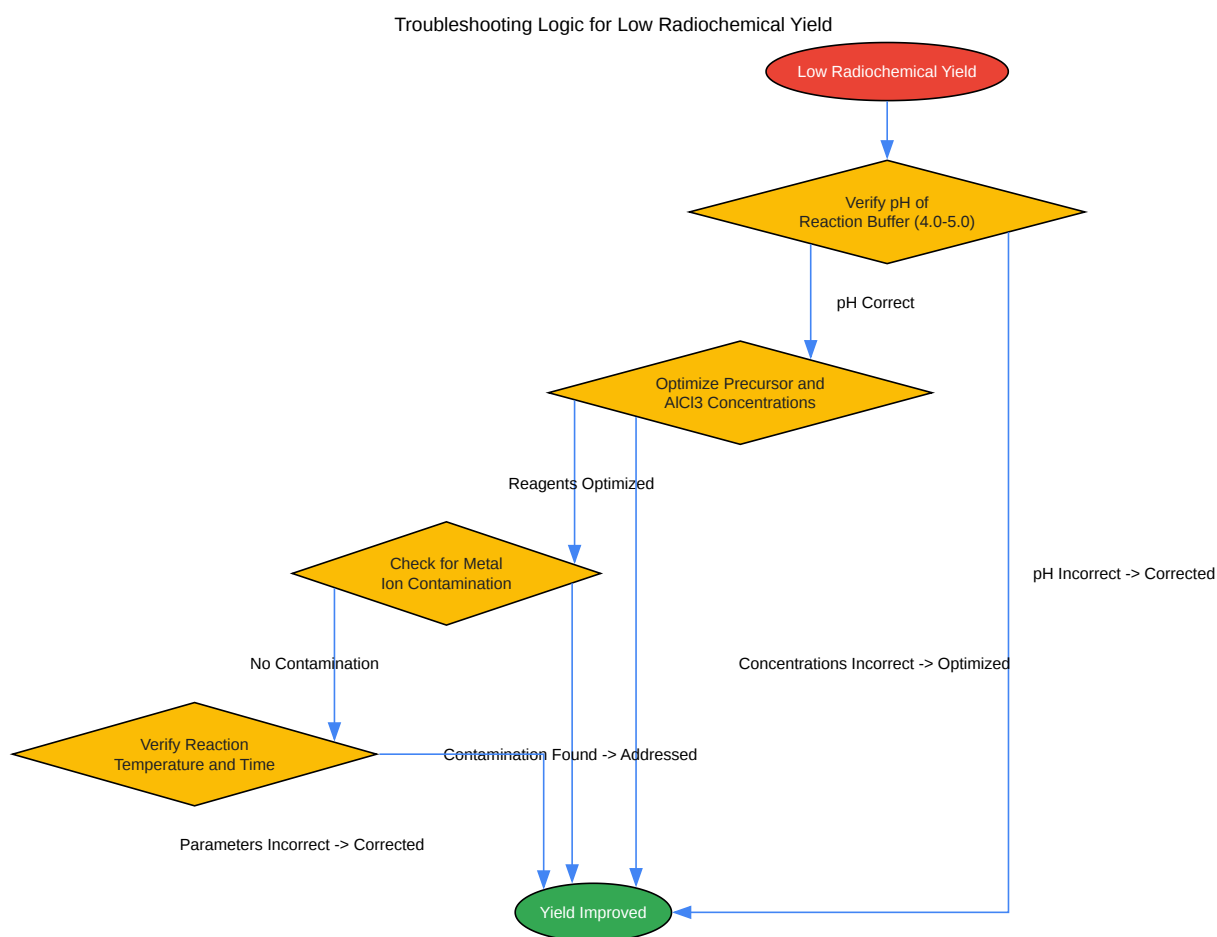 Troubleshooting Logic for Low Radiochemical Yield
Low Radiochemical Yield
Verify pH of
Reaction Buffer (4.0-5.0)
pH Correct
Optimize Precursor and
AlCl3 Concentrations
Reagents Optimized
Check for Metal
Ion Contamination
pH Incorrect -> Corrected
No Contamination
Concentrations Incorrect -> Optimized
Verify Reaction
Temperature and Time
Contamination Found -> Addressed
Parameters Incorrect -> Corrected
Yield Improved